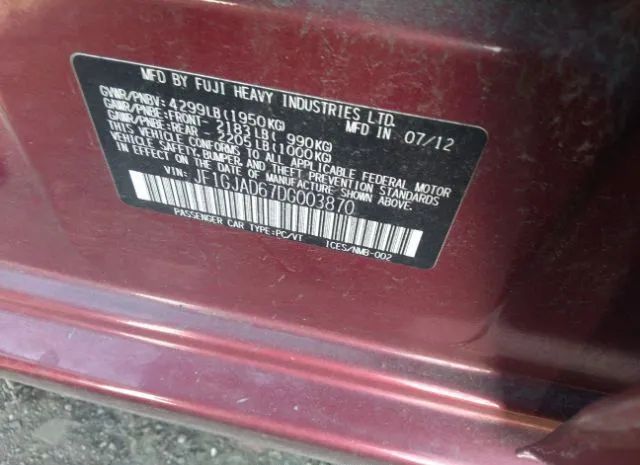 MFD BY FUJI HEAVY INDUSTRIES LTD.
GVWR/PNBV: 4299LB(1950KG) MFD IN 07/12
GAWR/PNBE: FRONT- 2183LB( 990KG)
GAWR/PNBE: REAR - 2205LB(1000KG)
THIS VEHICLE CONFORMS TO ALL APPLICABLE FEDERAL MOTOR
VEHICLE SAFETY, BUMPER, AND THEFT PREVENTION STANDARDS
IN EFFECT ON THE DATE OF MANUFACTURE SHOWN ABOVE.
VIN: JF1GJAD67DG003870
PASSENGER CAR TYPE:PC/VT ICES/NMB-002